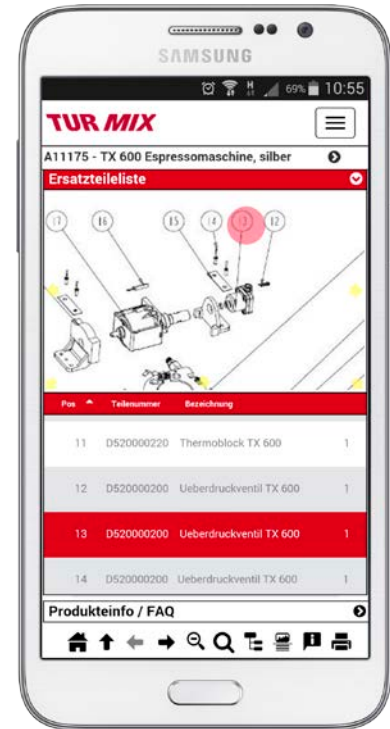 SAMSUNG
69% 10:55
TURMIX
A11175 - TX 600 Espressomaschine, silber
Ersatzteileliste
17 16 15 14 13 12
Pos Teilenummer Bezeichnung
11 D520000220 Thermoblock TX 600 1
12 D520000200 Ueberdruckventil TX 600 1
13 D520000200 Ueberdruckventil TX 600 1
14 D520000200 Ueberdruckventil TX 600 1
Produkteinfo / FAQ